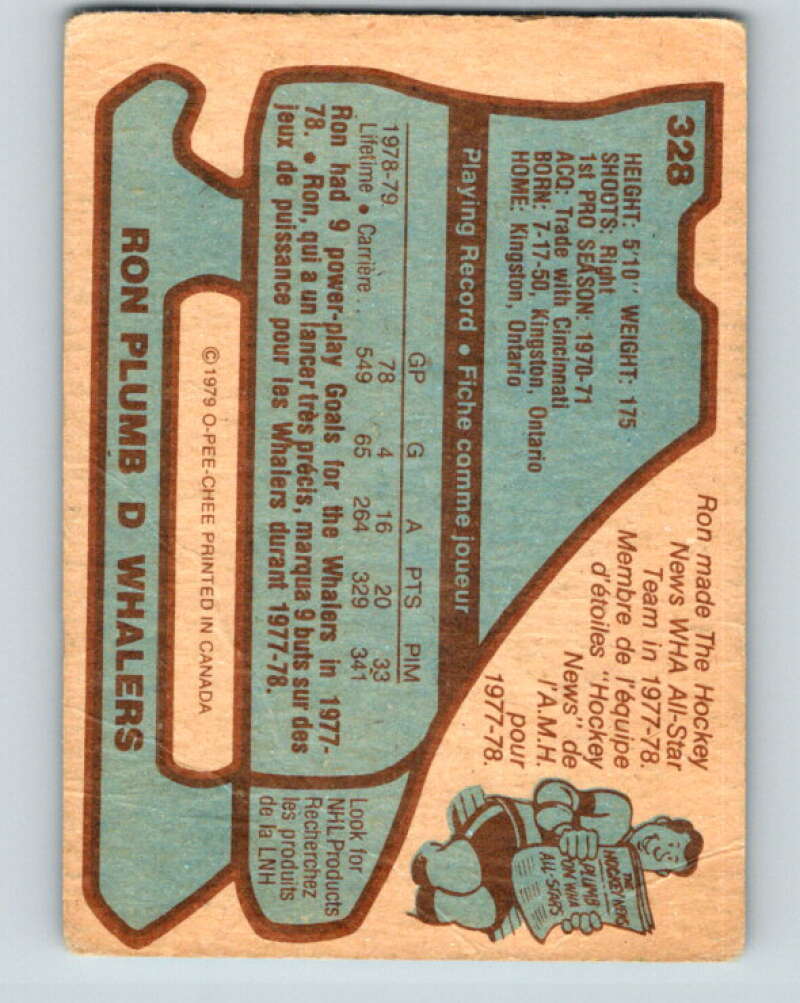 328
HEIGHT: 5'10" WEIGHT: 175
SHOOTS: Right
1st PRO SEASON: 1970-71
ACQ: Trade with Cincinnati
BORN: 7-17-50, Kingston, Ontario
HOME: Kingston, Ontario
Ron made The Hockey
News WHA All-Star
Team in 1977-78.
Membre de l'équipe
d'étoiles "Hockey
News" de
l'A.M.H.
pour
1977-78.
THE
HOCKEY NEWS
PLUMB
ON WHA
ALL-STARS
Playing Record • Fiche comme joueur
GP G A PTS PIM
1978-79 78 4 16 20 33
Lifetime • Carrière 549 65 264 329 341
Ron had 9 power-play Goals for the Whalers in 1977-
78. • Ron, qui a un lancer très précis, marqua 9 buts sur des
jeux de puissance pour les Whalers durant 1977-78.
Look for
NHL Products
Recherchez
les produits
de la LNH
©1979 O-PEE-CHEE PRINTED IN CANADA
RON PLUMB D WHALERS